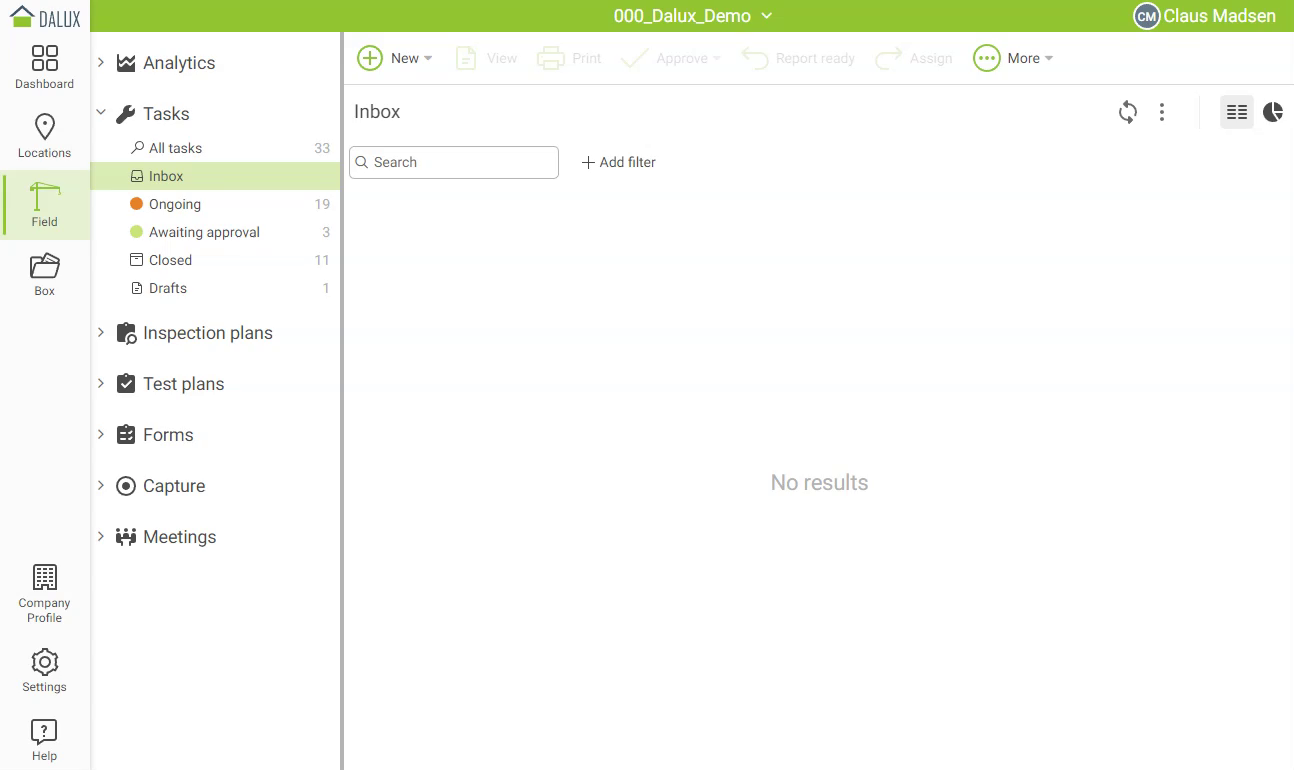 DALUX
000_Dalux_Demo
CM Claus Madsen
Dashboard
Locations
Field
Box
Company
Profile
Settings
Help
Analytics
Tasks
All tasks 33
Inbox
Ongoing 19
Awaiting approval 3
Closed 11
Drafts 1
Inspection plans
Test plans
Forms
Capture
Meetings
New View Print Approve Report ready Assign More
Inbox
Search Add filter
No results